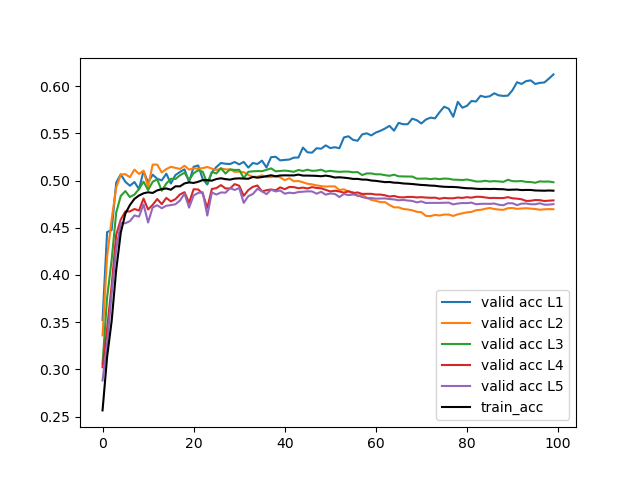 0.60
0.55
0.50
0.45
0.40
0.35
0.30
0.25
0 20 40 60 80 100
valid acc L1
valid acc L2
valid acc L3
valid acc L4
valid acc L5
train_acc